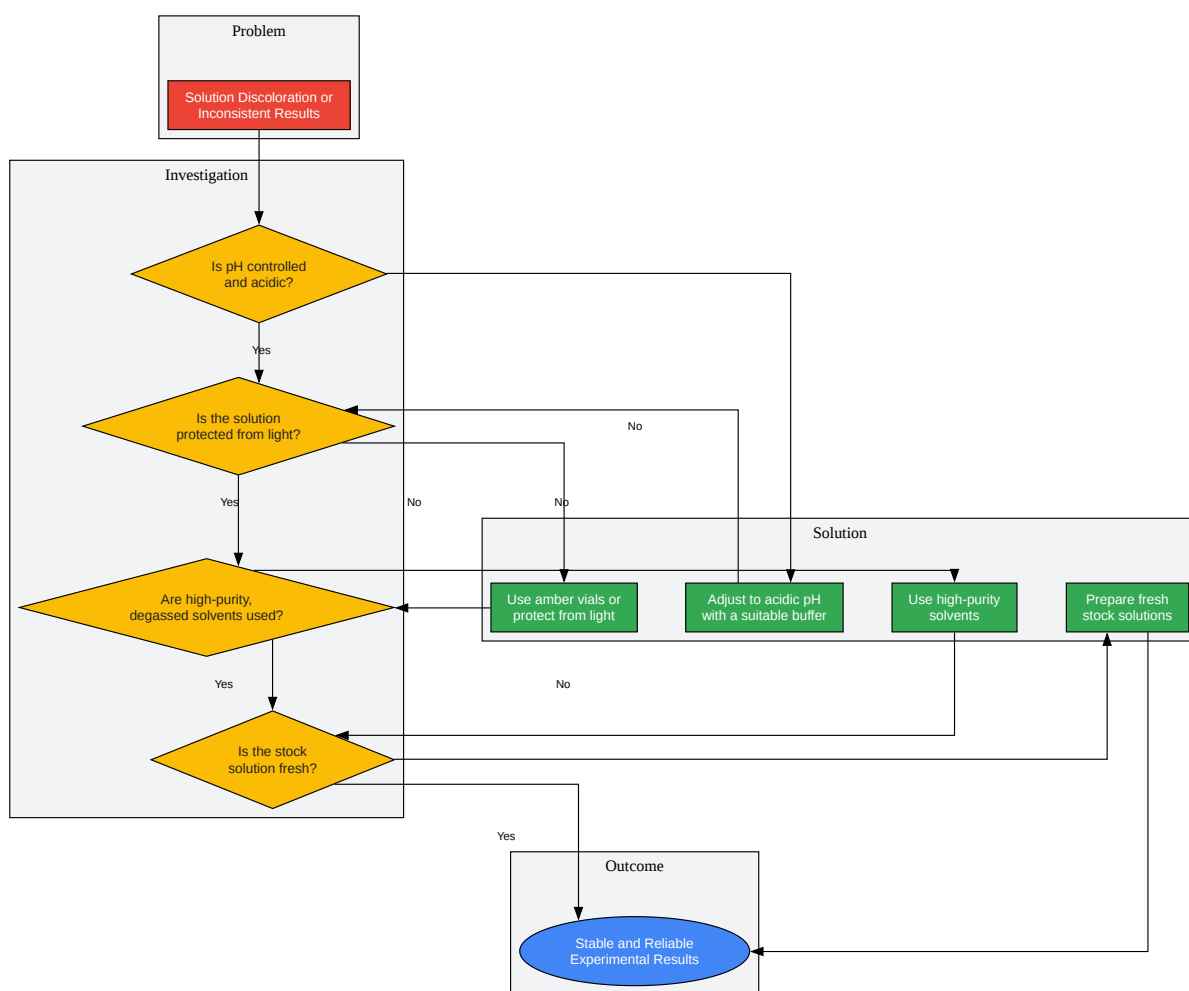 Problem
Solution Discoloration or
Inconsistent Results
Investigation
Is pH controlled
and acidic?
Yes
Is the solution
protected from light?
No
Yes
No
No
Solution
Are high-purity,
degassed solvents used?
Use amber vials or
protect from light
Adjust to acidic pH
with a suitable buffer
Use high-purity
solvents
Prepare fresh
stock solutions
Yes
No
Is the stock
solution fresh?
Yes
Outcome
Stable and Reliable
Experimental Results